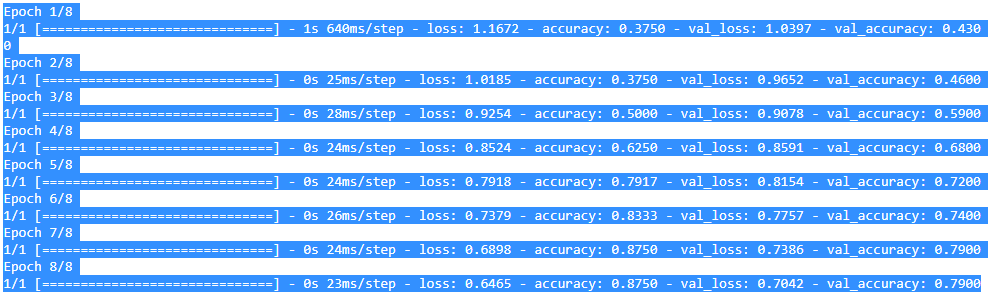 Epoch 1/8
1/1 [==============================] - 1s 640ms/step - loss: 1.1672 - accuracy: 0.3750 - val_loss: 1.0397 - val_accuracy: 0.430
0
Epoch 2/8
1/1 [==============================] - 0s 25ms/step - loss: 1.0185 - accuracy: 0.3750 - val_loss: 0.9652 - val_accuracy: 0.4600
Epoch 3/8
1/1 [==============================] - 0s 28ms/step - loss: 0.9254 - accuracy: 0.5000 - val_loss: 0.9078 - val_accuracy: 0.5900
Epoch 4/8
1/1 [==============================] - 0s 24ms/step - loss: 0.8524 - accuracy: 0.6250 - val_loss: 0.8591 - val_accuracy: 0.6800
Epoch 5/8
1/1 [==============================] - 0s 24ms/step - loss: 0.7918 - accuracy: 0.7917 - val_loss: 0.8154 - val_accuracy: 0.7200
Epoch 6/8
1/1 [==============================] - 0s 26ms/step - loss: 0.7379 - accuracy: 0.8333 - val_loss: 0.7757 - val_accuracy: 0.7400
Epoch 7/8
1/1 [==============================] - 0s 24ms/step - loss: 0.6898 - accuracy: 0.8750 - val_loss: 0.7386 - val_accuracy: 0.7900
Epoch 8/8
1/1 [==============================] - 0s 23ms/step - loss: 0.6465 - accuracy: 0.8750 - val_loss: 0.7042 - val_accuracy: 0.7900